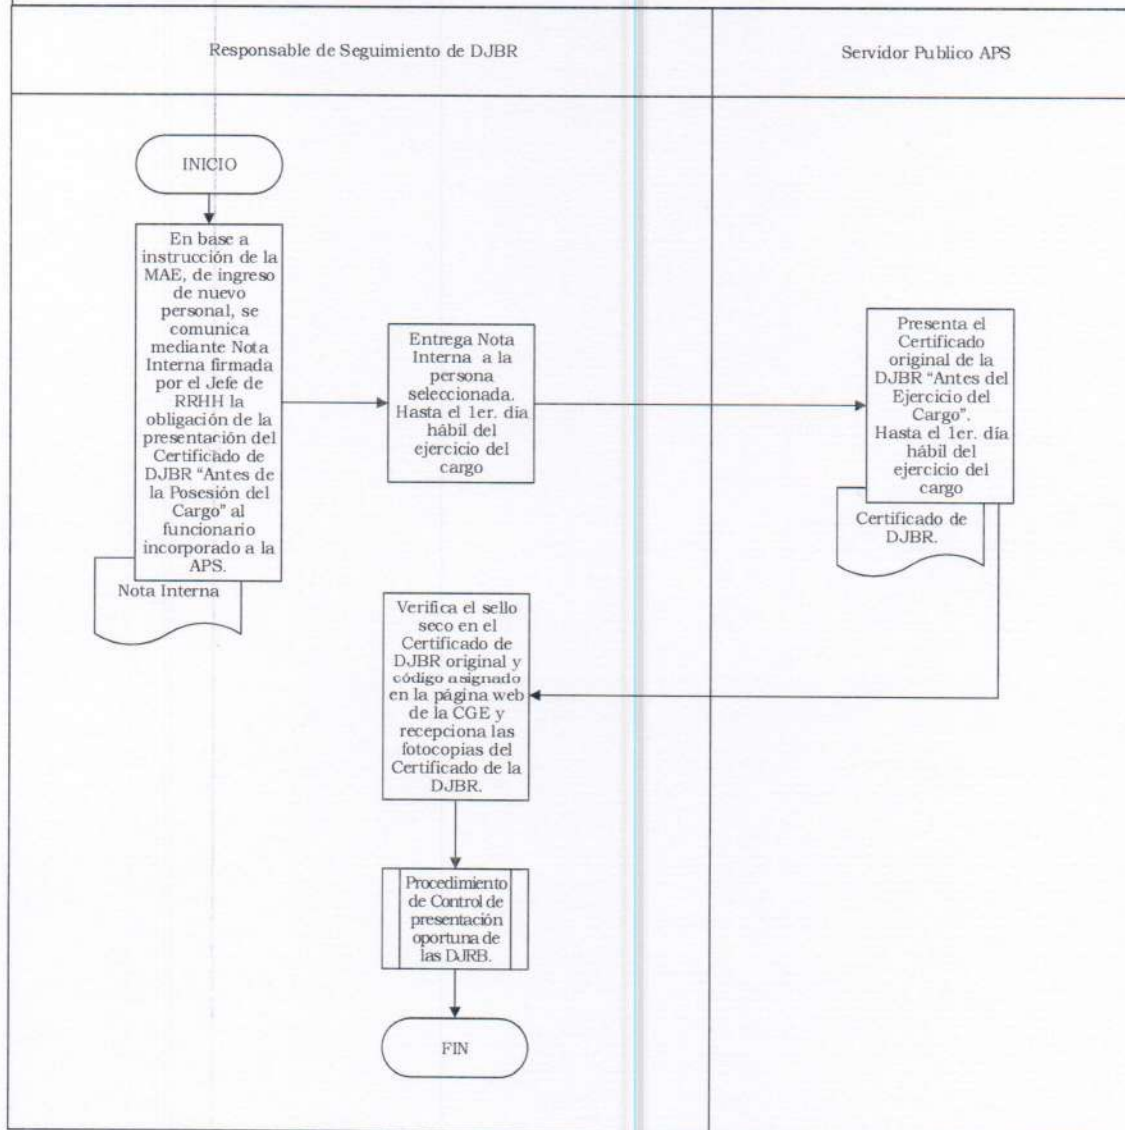 Responsable de Seguimiento de DJBR
Servidor Publico APS
INICIO
En base a
instrucción de la
MAE, de ingreso
de nuevo
personal, se
comunica
mediante Nota
Interna firmada
por el Jefe de
RRHH la
obligación de la
presentación del
Certificado de
DJBR “Antes de
la Posesión del
Cargo” al
funcionario
incorporado a la
APS.
Nota Interna
Entrega Nota
Interna a la
persona
seleccionada.
Hasta el 1er. día
hábil del
ejercicio del
cargo
Presenta el
Certificado
original de la
DJBR “Antes del
Ejercicio del
Cargo”.
Hasta el 1er. día
hábil del
ejercicio del
cargo
Certificado de
DJBR.
Verifica el sello
seco en el
Certificado de
DJBR original y
código asignado
en la página web
de la CGE y
recepciona las
fotocopias del
Certificado de la
DJBR.
Procedimiento
de Control de
presentación
oportuna de
las DJRB.
FIN